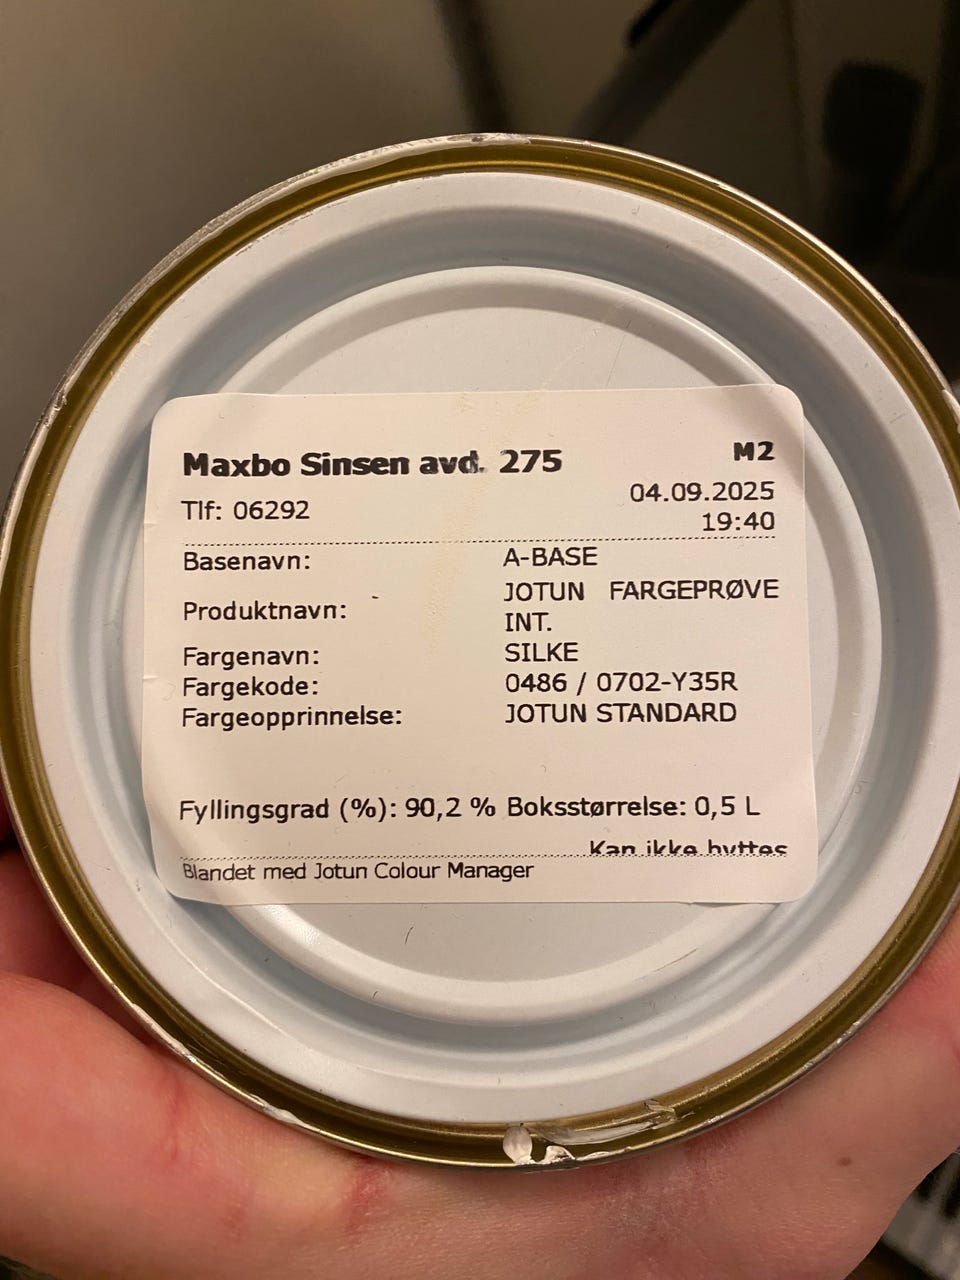 Maxbo Sinsen avd. 275
M2
Tlf: 06292
04.09.2025
19:40
Basenavn: A-BASE
Produktnavn: JOTUN FARGEPRØVE
INT.
Fargenavn: SILKE
Fargekode: 0486 / 0702-Y35R
Fargeopprinnelse: JOTUN STANDARD
Fyllingsgrad (%): 90,2 % Boksstørrelse: 0,5 L
Kan ikke byttes
Blandet med Jotun Colour Manager